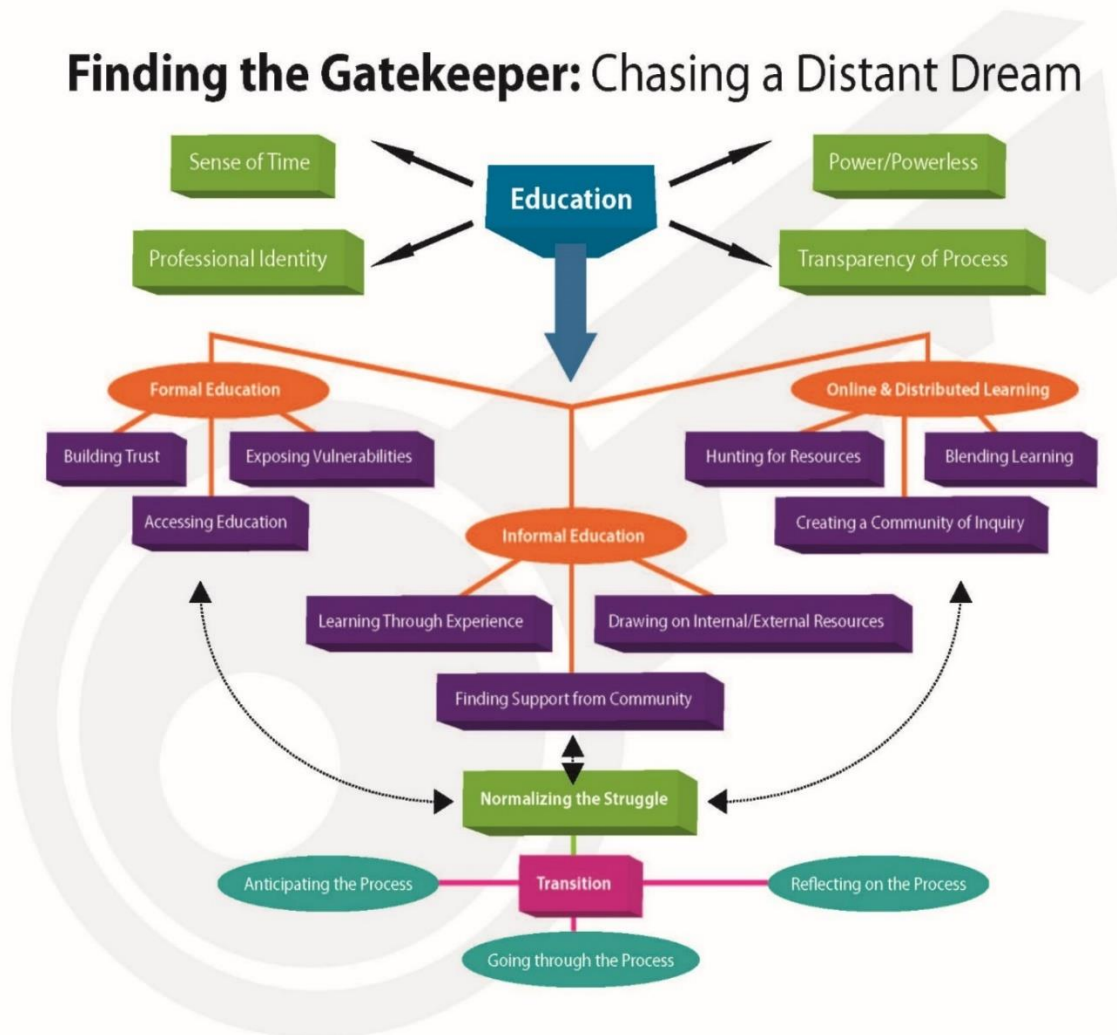 Finding the Gatekeeper: Chasing a Distant Dream
Sense of Time
Power/Powerless
Education
Professional Identity
Transparency of Process
Formal Education
Online & Distributed Learning
Building Trust
Exposing Vulnerabilities
Hunting for Resources
Blending Learning
Accessing Education
Creating a Community of Inquiry
Informal Education
Learning Through Experience
Drawing on Internal/External Resources
Finding Support from Community
Normalizing the Struggle
Anticipating the Process
Transition
Reflecting on the Process
Going through the Process